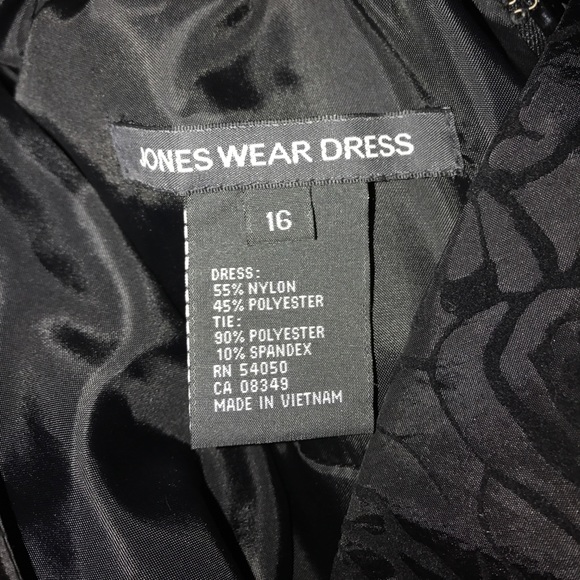 JONES WEAR DRESS
16
DRESS:
55% NYLON
45% POLYESTER
TIE:
90% POLYESTER
10% SPANDEX
RN 54050
CA 08349
MADE IN VIETNAM